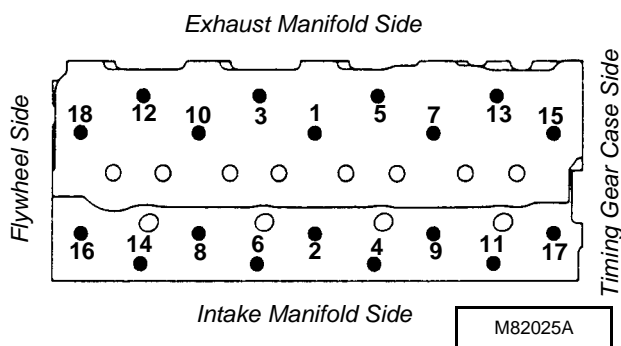 Exhaust Manifold Side
Flywheel Side
Timing Gear Case Side
12 3 5 13
18 10 1 7 15
16 14 8 6 2 4 9 11 17
Intake Manifold Side
M82025A